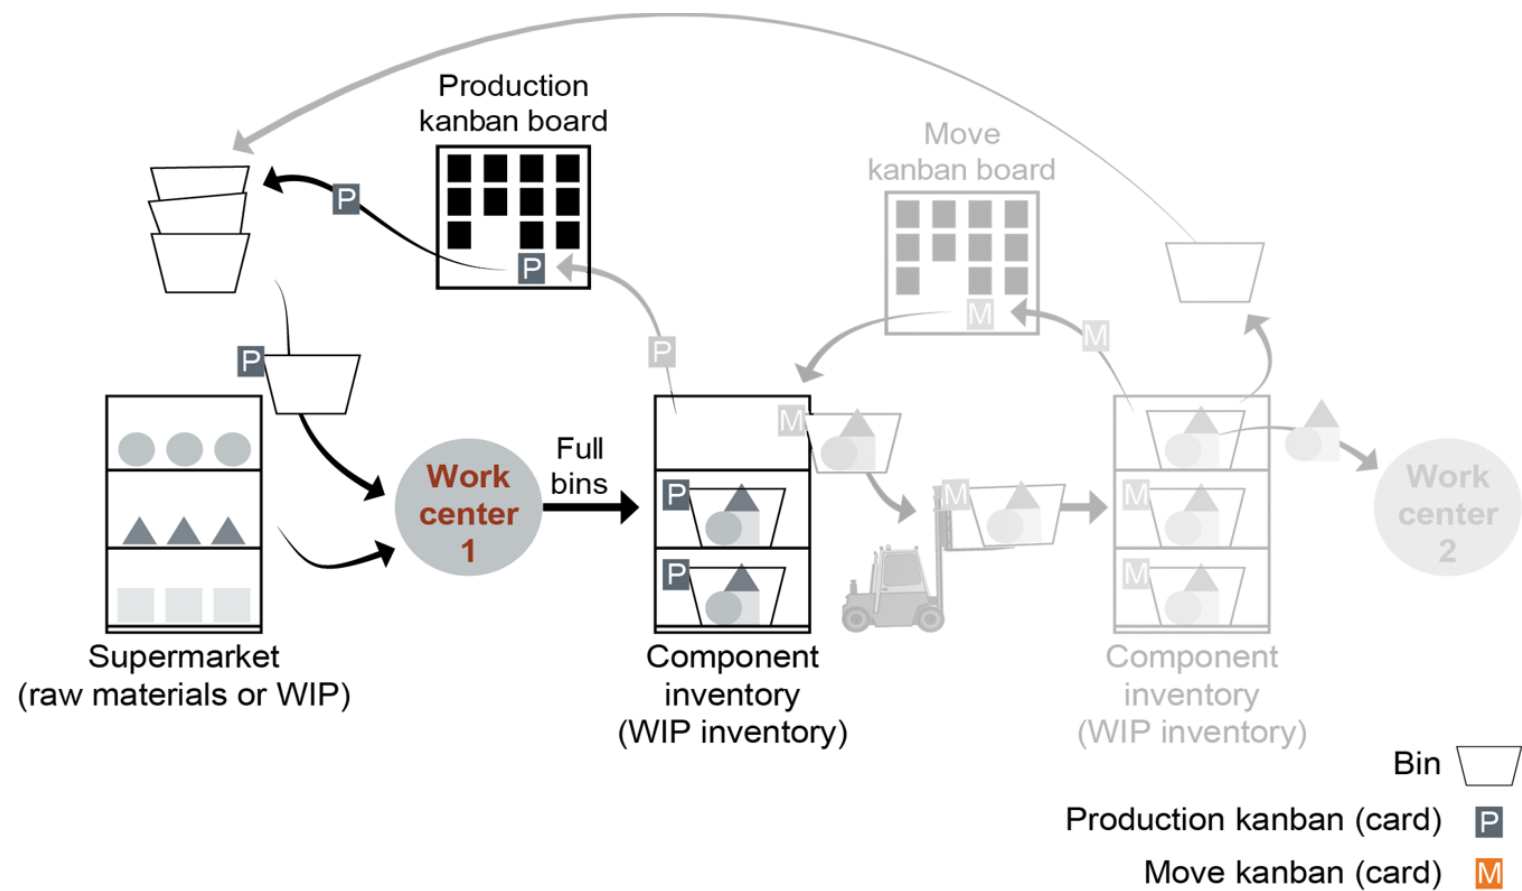 Production
kanban board
P
P
P
P
Move
kanban board
M
M
P
M
M
P
P
M
M
Work
center
1
Full
bins
Work
center
2
Supermarket
(raw materials or WIP)
Component
inventory
(WIP inventory)
Component
inventory
(WIP inventory)
Bin
Production kanban (card) P
Move kanban (card) M